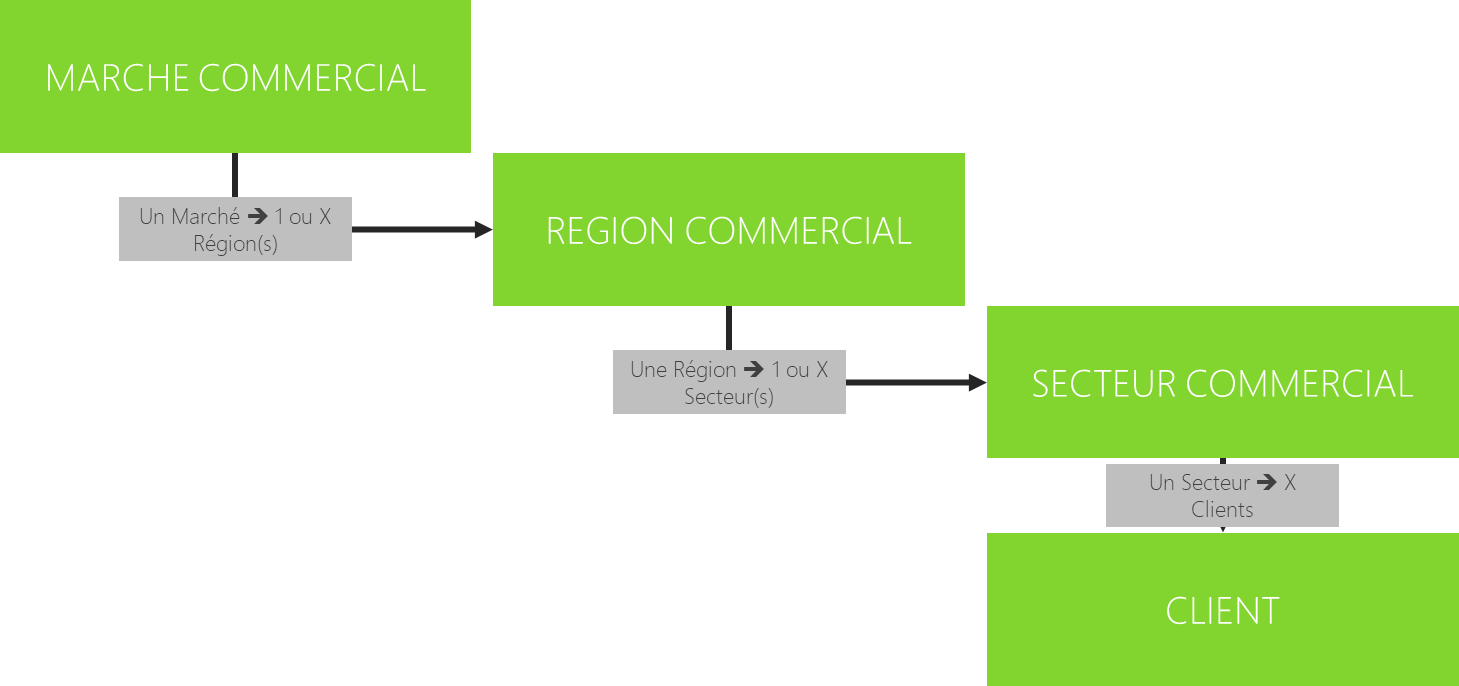 MARCHE COMMERCIAL
Un Marché ➔ 1 ou X
Région(s)
REGION COMMERCIAL
Une Région ➔ 1 ou X
Secteur(s)
SECTEUR COMMERCIAL
Un Secteur ➔ X
Clients
CLIENT